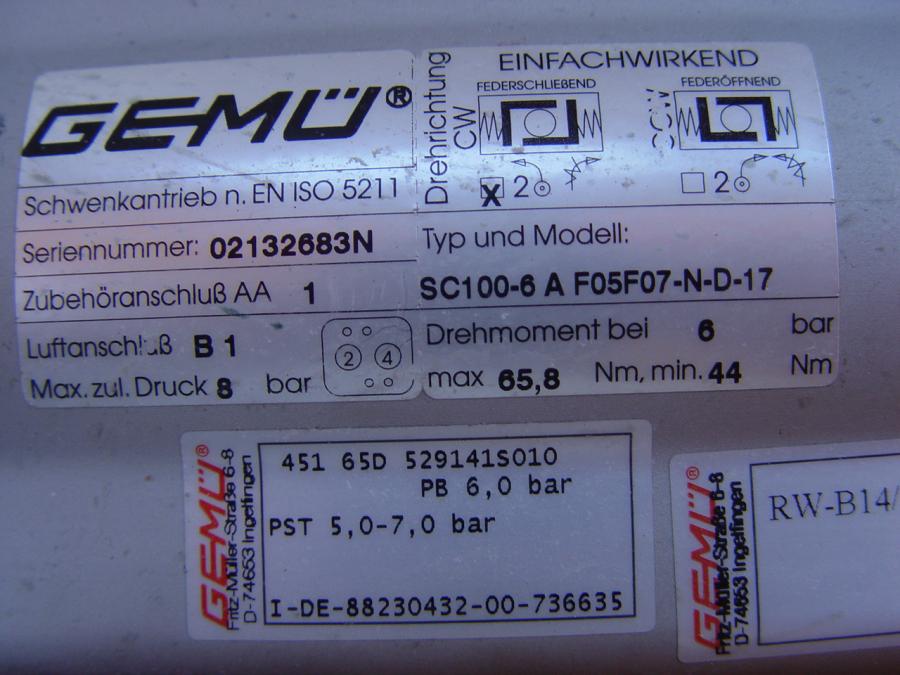 GEMÜ®
Schwenkantrieb n. EN ISO 5211
Seriennummer: 02132683N
Zubehöranschluß AA 1
Luftanschluß B 1
Max. zul. Druck 8 bar
2 4
Drehrichtung
CW
EINFACHWIRKEND
FEDERSCHLIEßEND
X 2
CCW
FEDERÖFFNEND
2
Typ und Modell:
SC100-6 A F05F07-N-D-17
Drehmoment bei 6 bar
max 65,8 Nm, min. 44 Nm
GEMÜ®
Fritz-Müller-Straße 6-8
D-74653 Ingelfingen
451 65D 529141S010
PB 6,0 bar
PST 5,0-7,0 bar
I-DE-88230432-00-736635
GEMÜ®
Fritz-Müller-Straße 6-8
D-74653 Ingelfingen
RW-B14/